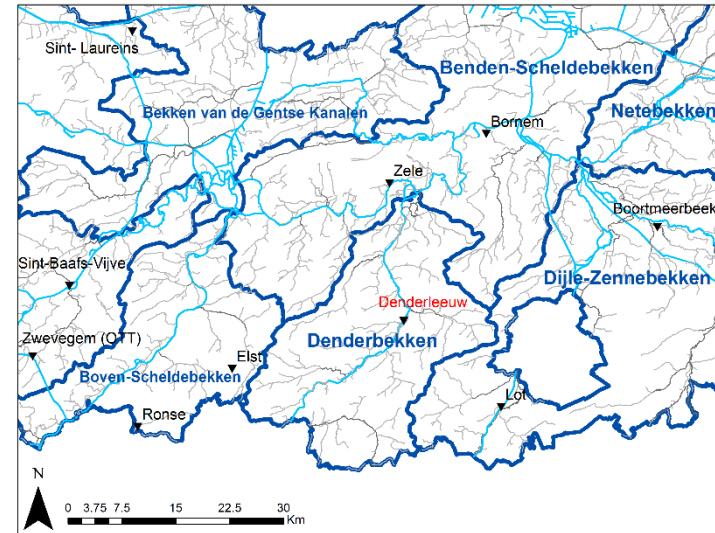 Sint- Laureins
Benden-Scheldebekken
Bekken van de Gentse Kanalen
Netebekken
Bornem
Zele
Boortmeerbeek
Sint-Baafs-Vijve
Dijle-Zennebekken
Denderleeuw
Denderbekken
Zwevegem (OTT)
Elst
Boven-Scheldebekken
Lot
Ronse
N
0 3.75 7.5 15 22.5 30
Km